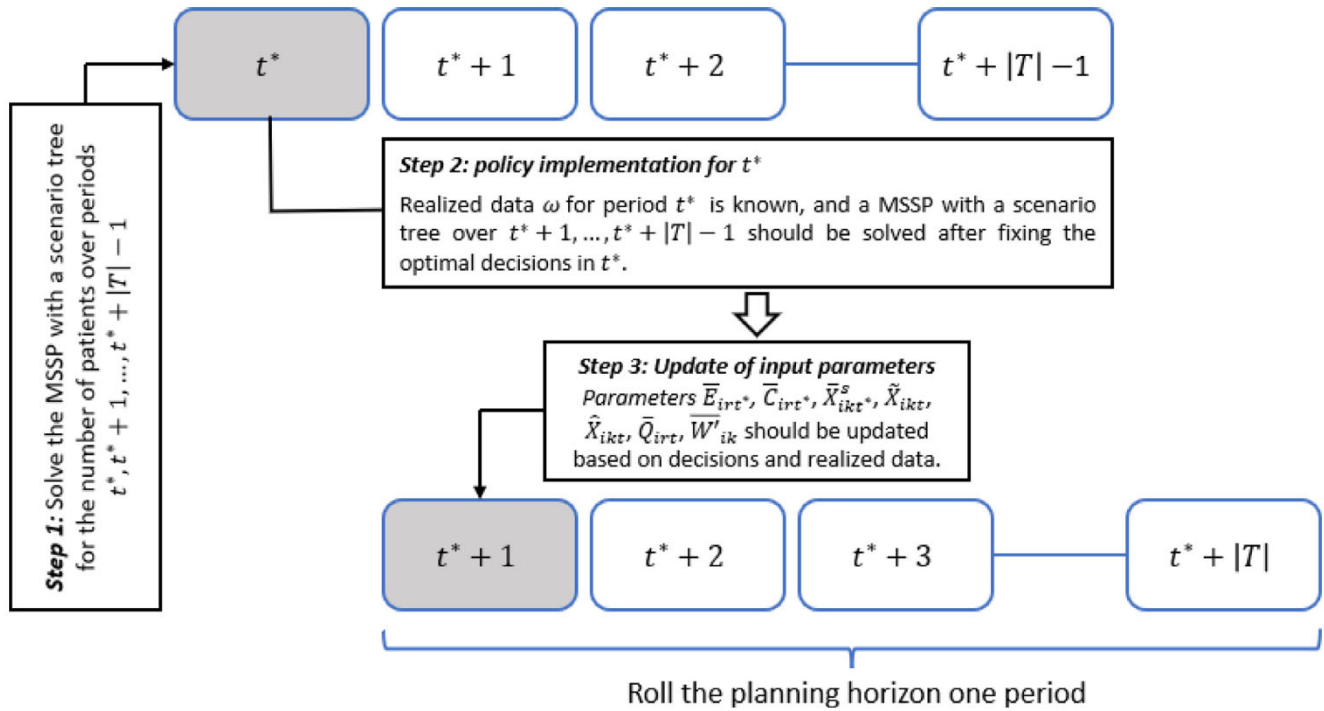 t* 
t* + 1
t* + 2
t* + |T| − 1
Step 1: Solve the MSSP with a scenario tree
for the number of patients over periods
t*, t* + 1, …, t* + |T| − 1
Step 2: policy implementation for t*
Realized data ω for period t* is known, and a MSSP with a scenario
tree over t* + 1, …, t* + |T| − 1 should be solved after fixing the
optimal decisions in t*.
Step 3: Update of input parameters
Parameters E̅_irt*, C̅_irt*, X̅^s_ikt*, X̃_ikt,
X̂_ikt, Q̅_irt, W̅'_ik should be updated
based on decisions and realized data.
t* + 1
t* + 2
t* + 3
t* + |T|
Roll the planning horizon one period